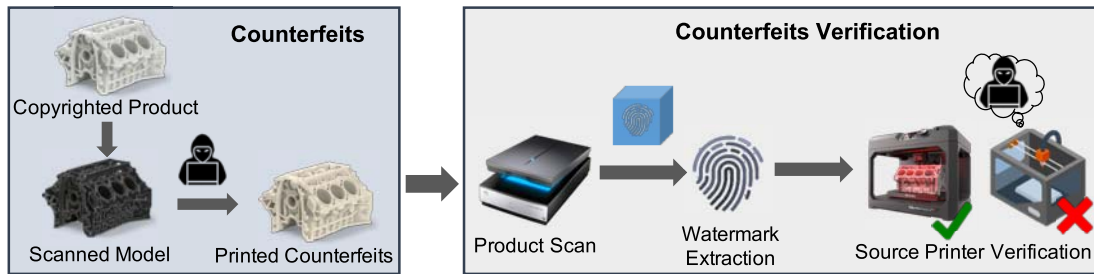 Counterfeits
Copyrighted Product
Scanned Model
Printed Counterfeits
Counterfeits Verification
Product Scan
Watermark
Extraction
Source Printer Verification